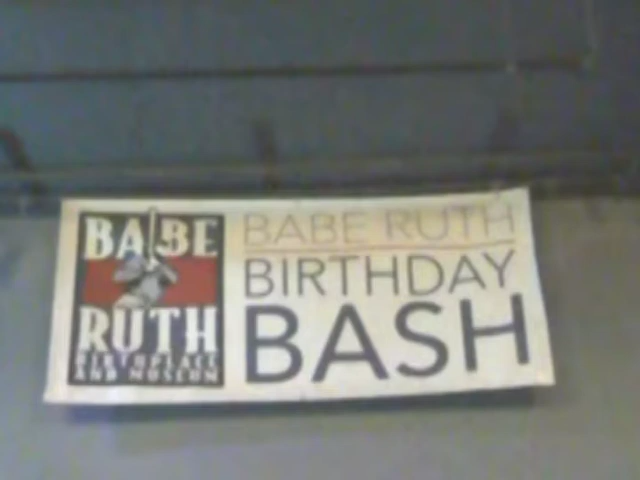 BABE
RUTH
BIRTHPLACE
AND MUSEUM
BABE RUTH
BIRTHDAY
BASH